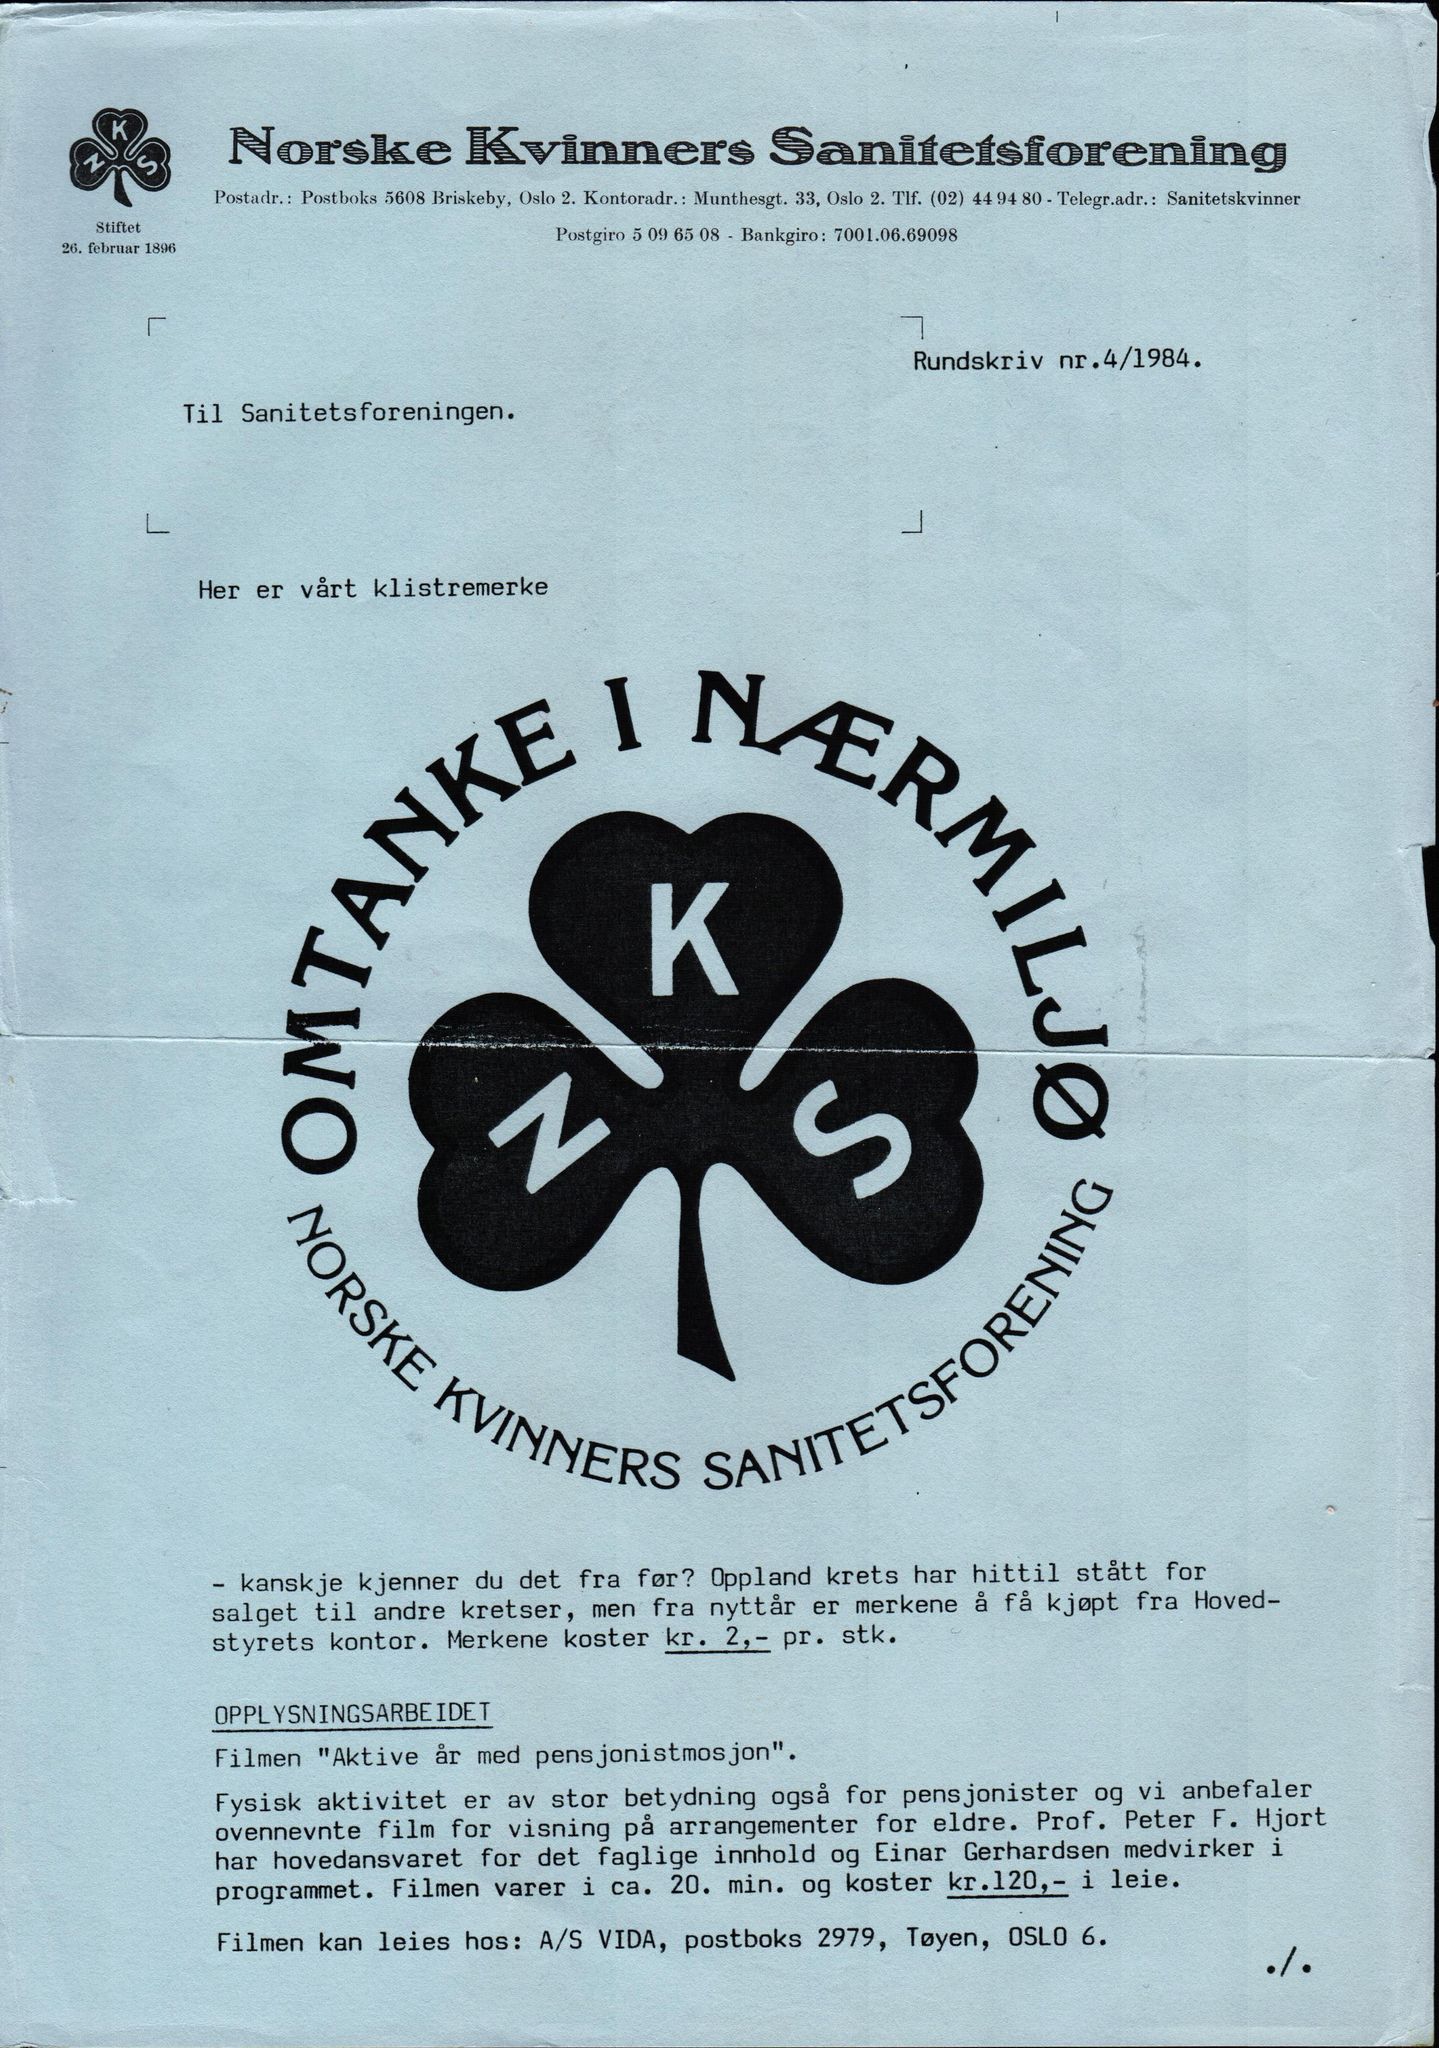 N K S
Norske Kvinners Sanitetsforening
Stiftet
26. februar 1896
Postadr.: Postboks 5608 Briskeby, Oslo 2. Kontoradr.: Munthesgt. 33, Oslo 2. Tlf. (02) 44 94 80 - Telegr.adr.: Sanitetskvinner
Postgiro 5 09 65 08 - Bankgiro: 7001.06.69098
Rundskriv nr.4/1984.
Til Sanitetsforeningen.
Her er vårt klistremerke
OMTANKE I NÆRMILJØ
N K S
NORSKE KVINNERS SANITETSFORENING
- kanskje kjenner du det fra før? Oppland krets har hittil stått for
salget til andre kretser, men fra nyttår er merkene å få kjøpt fra Hoved-
styrets kontor. Merkene koster kr. 2,- pr. stk.
OPPLYSNINGSARBEIDET
Filmen "Aktive år med pensjonistmosjon".
Fysisk aktivitet er av stor betydning også for pensjonister og vi anbefaler
ovennevnte film for visning på arrangementer for eldre. Prof. Peter F. Hjort
har hovedansvaret for det faglige innhold og Einar Gerhardsen medvirker i
programmet. Filmen varer i ca. 20. min. og koster kr.120,- i leie.
Filmen kan leies hos: A/S VIDA, postboks 2979, Tøyen, OSLO 6.
./.